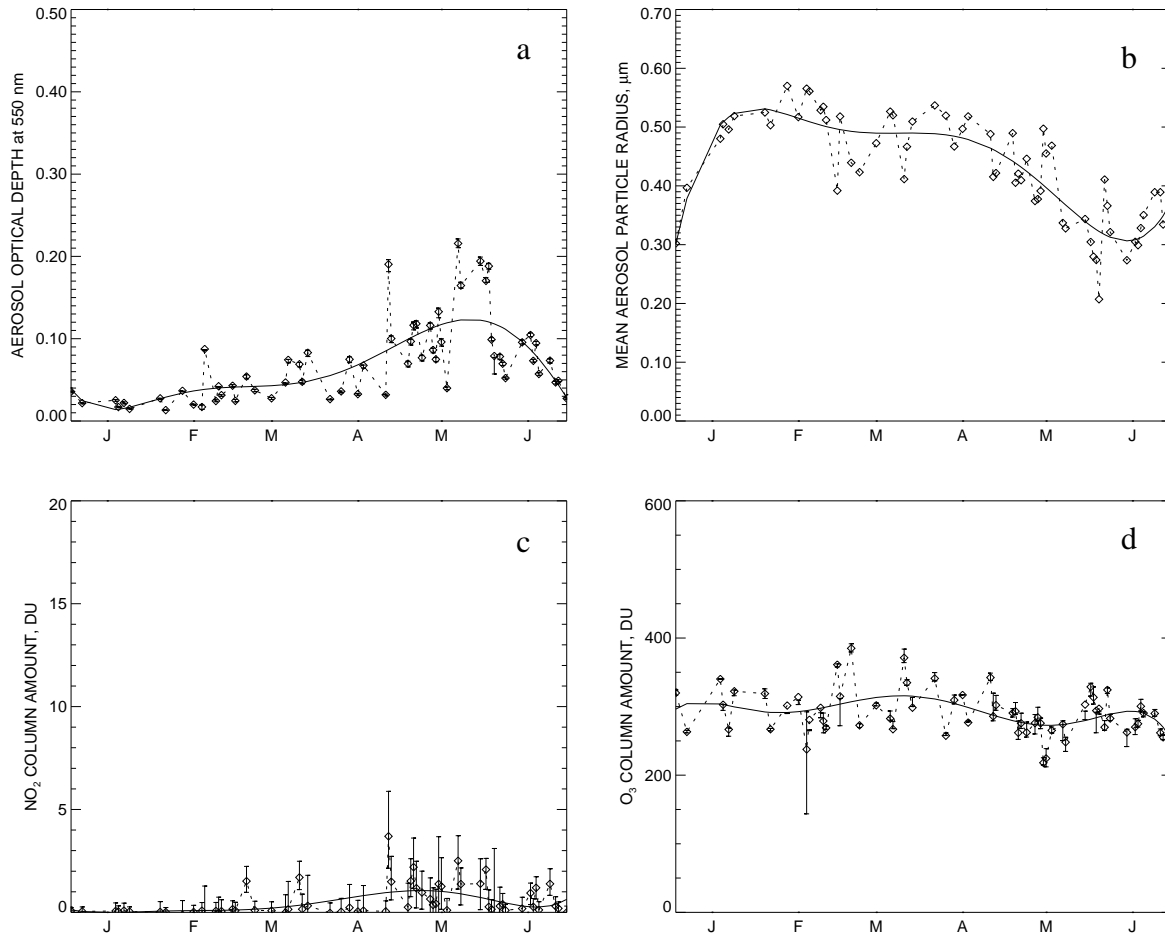 a
0.50
0.40
0.30
0.20
0.10
0.00
AEROSOL OPTICAL DEPTH at 550 nm
J F M A M J
b
0.70
0.60
0.50
0.40
0.30
0.20
0.10
0.00
MEAN AEROSOL PARTICLE RADIUS, μm
J F M A M J
c
20
15
10
5
0
NO₂ COLUMN AMOUNT, DU
J F M A M J
d
600
400
200
0
O₃ COLUMN AMOUNT, DU
J F M A M J